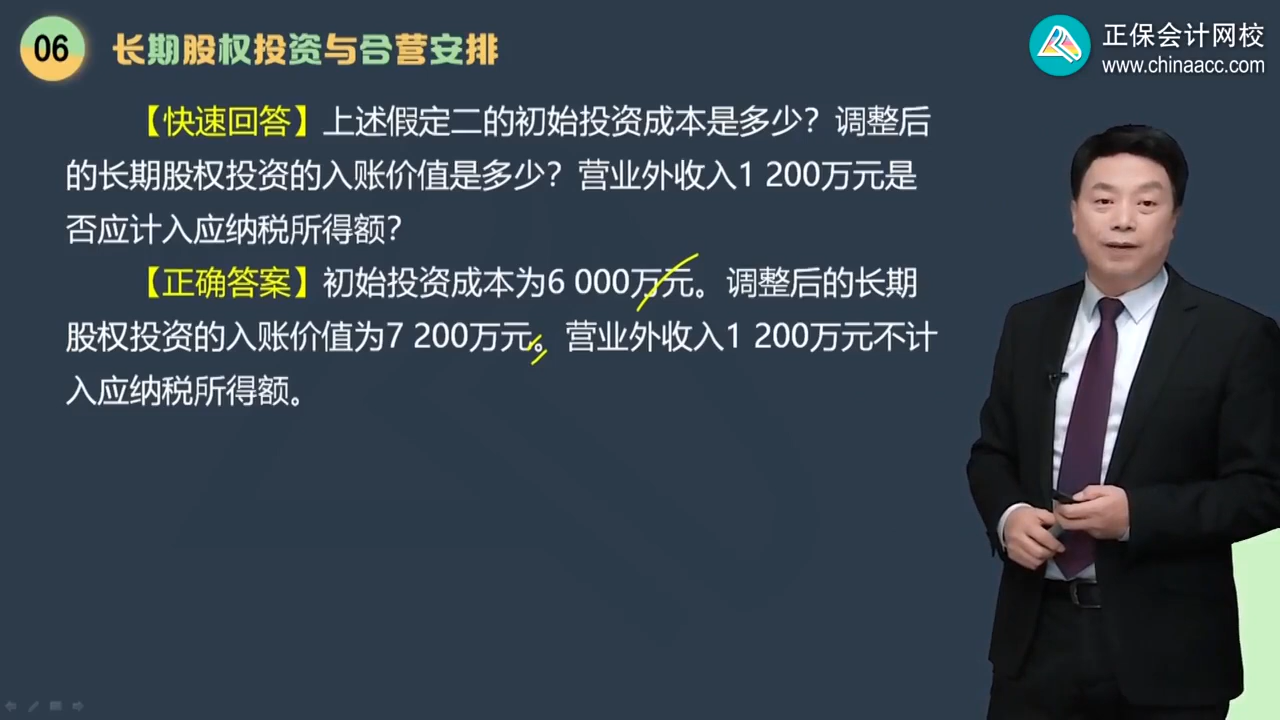 06 长期股权投资与合营安排
正保会计网校
www.chinaacc.com
【快速回答】上述假定二的初始投资成本是多少？调整后
的长期股权投资的入账价值是多少？营业外收入1 200万元是
否应计入应纳税所得额？
【正确答案】初始投资成本为6 000万元。调整后的长期
股权投资的入账价值为7 200万元。营业外收入1 200万元不计
入应纳税所得额。